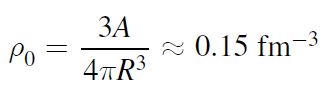 ρ₀ = 3A / 4πR³ ≈ 0.15 fm⁻³